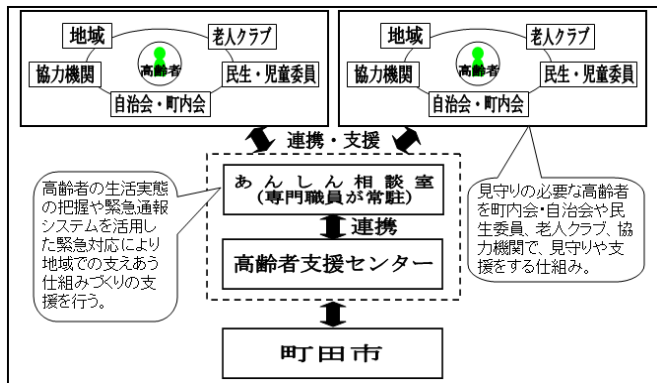 地域
老人クラブ
高齢者
協力機関
民生・児童委員
自治会・町内会
地域
老人クラブ
高齢者
協力機関
民生・児童委員
自治会・町内会
連携・支援
あんしん相談室
(専門職員が常駐)
連携
高齢者支援センター
町田市
高齢者の生活実態
の把握や緊急通報
システムを活用し
た緊急対応により
地域での支えあう
仕組みづくりの支
援を行う。
見守りの必要な高齢者
を町内会・自治会や民
生委員、老人クラブ、協
力機関で、見守りや支
援をする仕組み。